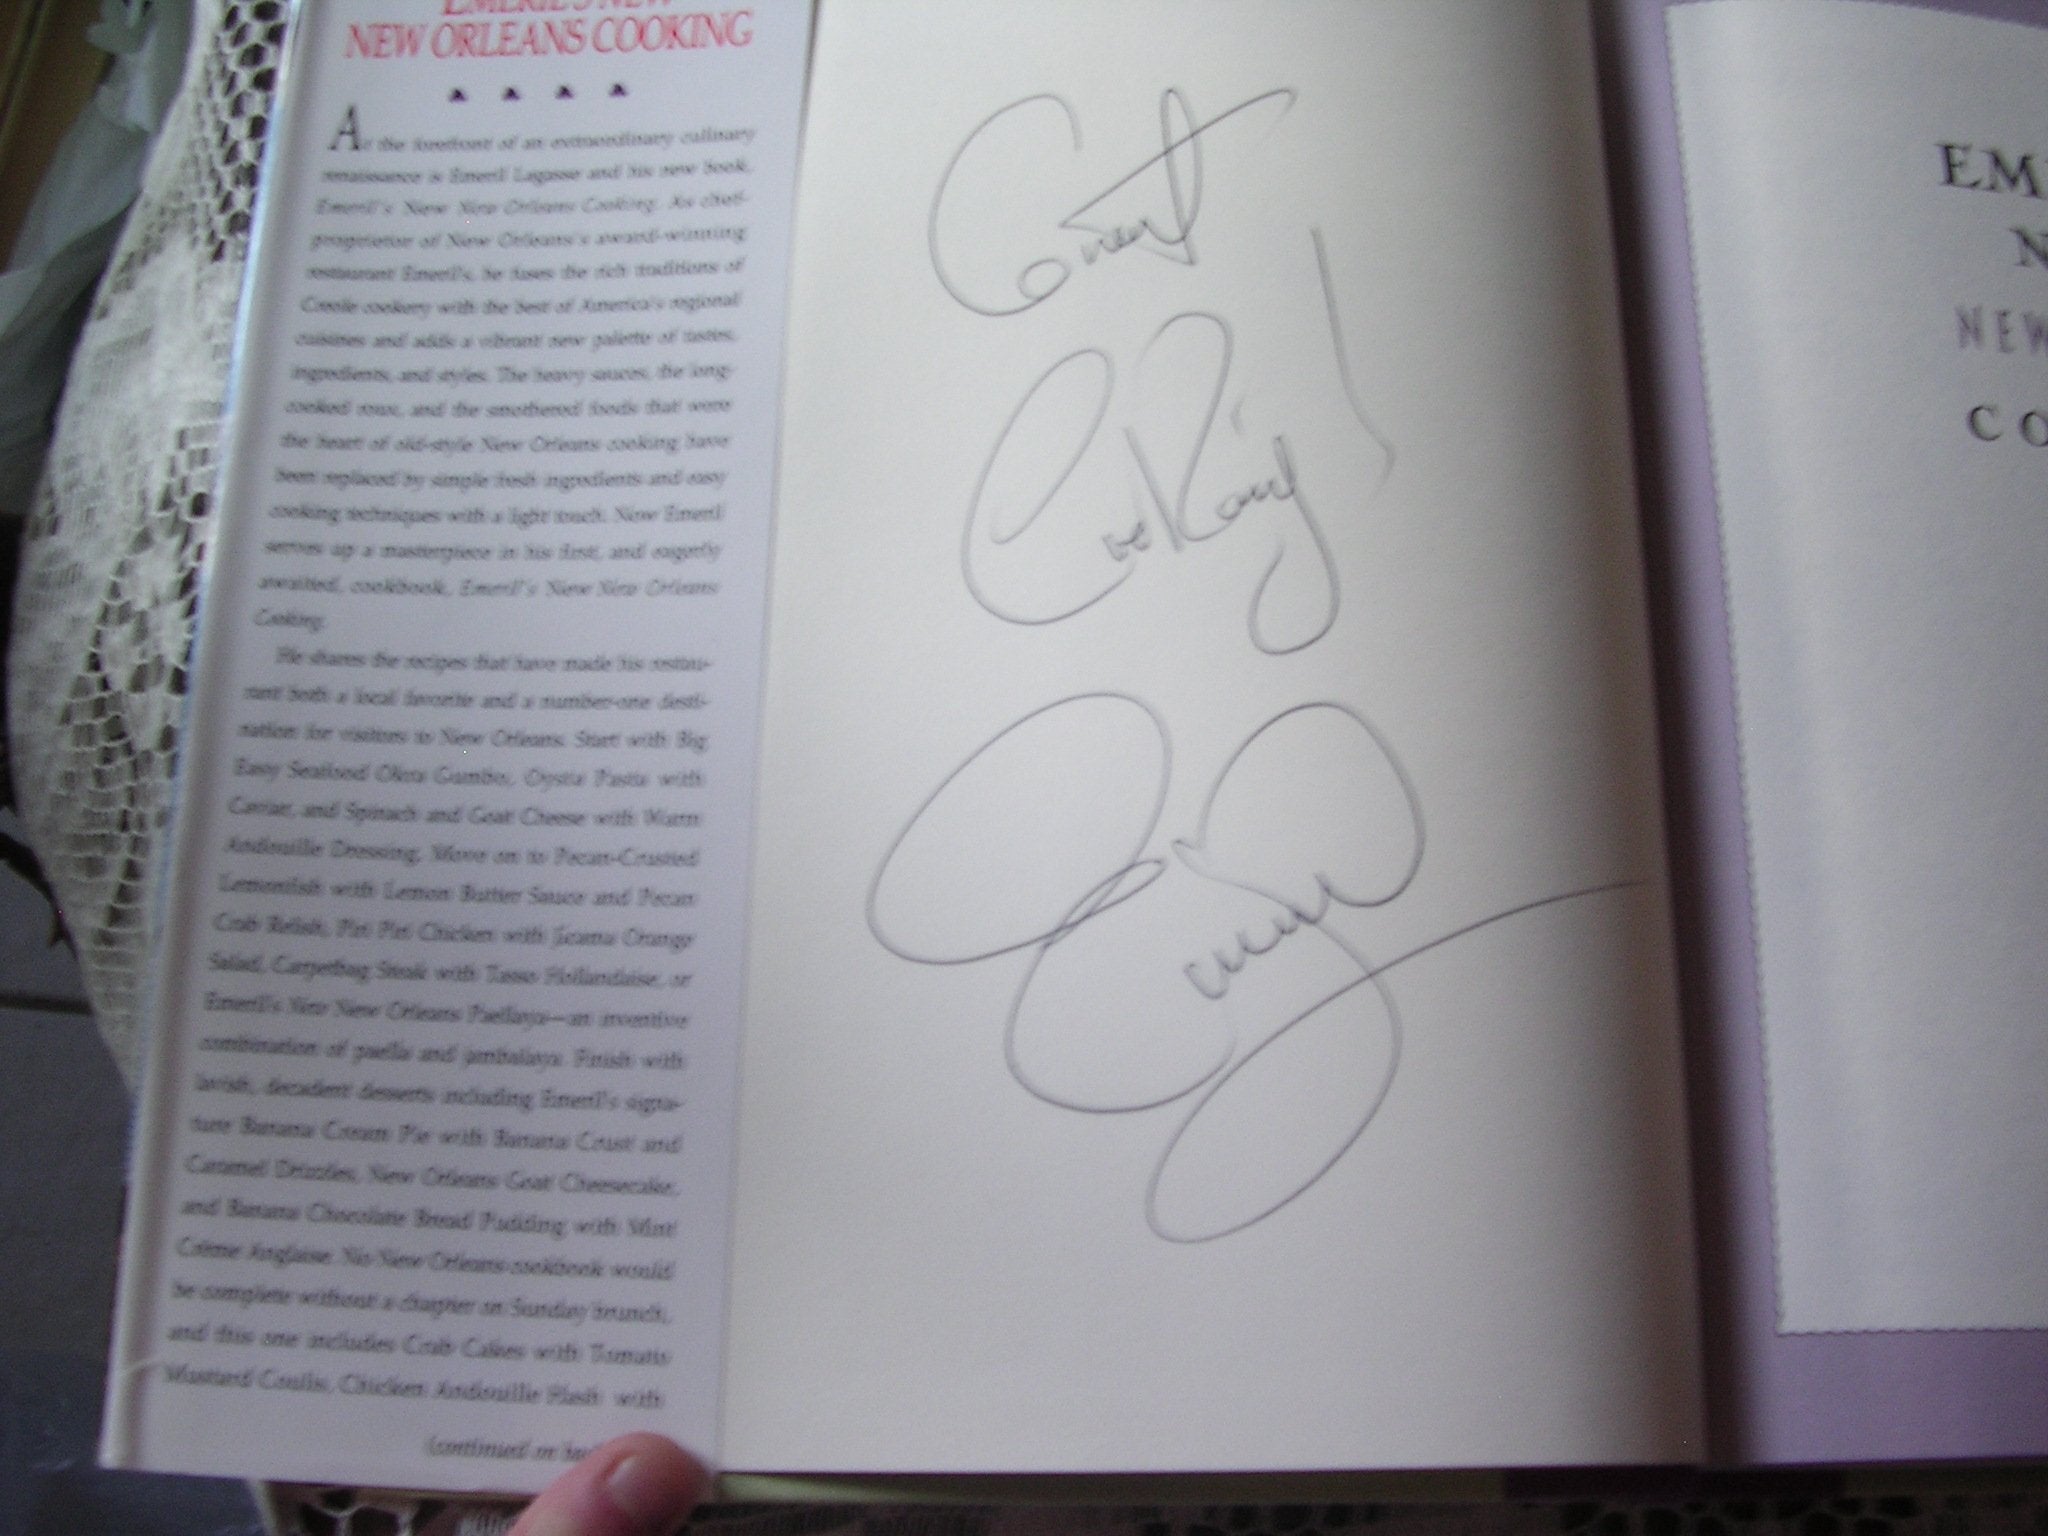 EMERIL'S NEW
NEW ORLEANS COOKING
At the forefront of an extraordinary culinary
renaissance is Emeril Lagasse and his new book,
Emeril's New New Orleans Cooking. As chef-
proprietor of New Orleans's award-winning
restaurant Emeril's, he fuses the rich traditions of
Creole cookery with the best of America's regional
cuisines and adds a vibrant new palette of tastes,
ingredients, and styles. The heavy sauces, the long-
cooked roux, and the smothered foods that were
the heart of old-style New Orleans cooking have
been replaced by simple fresh ingredients and easy
cooking techniques with a light touch. Now Emeril
serves up a masterpiece in his first, and eagerly
awaited, cookbook, Emeril's New New Orleans
Cooking.
He shares the recipes that have made his restau-
rant both a local favorite and a number-one desti-
nation for visitors to New Orleans. Start with Big
Easy Seafood Okra Gumbo, Oyster Pasta with
Caviar, and Spinach and Goat Cheese with Warm
Andouille Dressing. Move on to Pecan-Crusted
Lemonfish with Lemon Butter Sauce and Pecan
Crab Relish, Piri Piri Chicken with Jicama Orange
Salad, Carpetbag Steak with Tasso Hollandaise, or
Emeril's New New Orleans Paellaya—an inventive
combination of paella and jambalaya. Finish with
lavish, decadent desserts including Emeril's signa-
ture Banana Cream Pie with Banana Crust and
Caramel Drizzles, New Orleans Goat Cheesecake,
and Banana Chocolate Bread Pudding with Mint
Crème Anglaise. No New Orleans cookbook would
be complete without a chapter on Sunday brunch,
and this one includes Crab Cakes with Tomato
Mustard Coulis, Chicken Andouille Hash with
(continued on
Great
Cooking!
Emeril
EM
N
NEW
CO